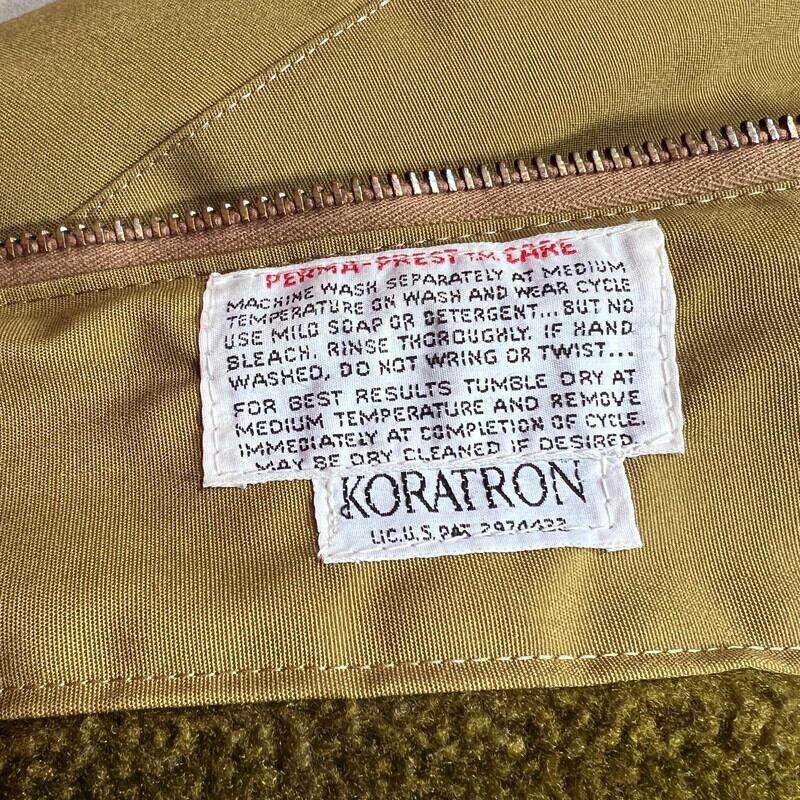 PERMA-PREST T.M. CARE
MACHINE WASH SEPARATELY AT MEDIUM
TEMPERATURE ON WASH AND WEAR CYCLE
USE MILD SOAP OR DETERGENT... BUT NO
BLEACH. RINSE THOROUGHLY. IF HAND
WASHED, DO NOT WRING OR TWIST...
FOR BEST RESULTS TUMBLE DRY AT
MEDIUM TEMPERATURE AND REMOVE
IMMEDIATELY AT COMPLETION OF CYCLE.
MAY BE DRY CLEANED IF DESIRED.
KORATRON
LIC. U.S. PAT. 2974432